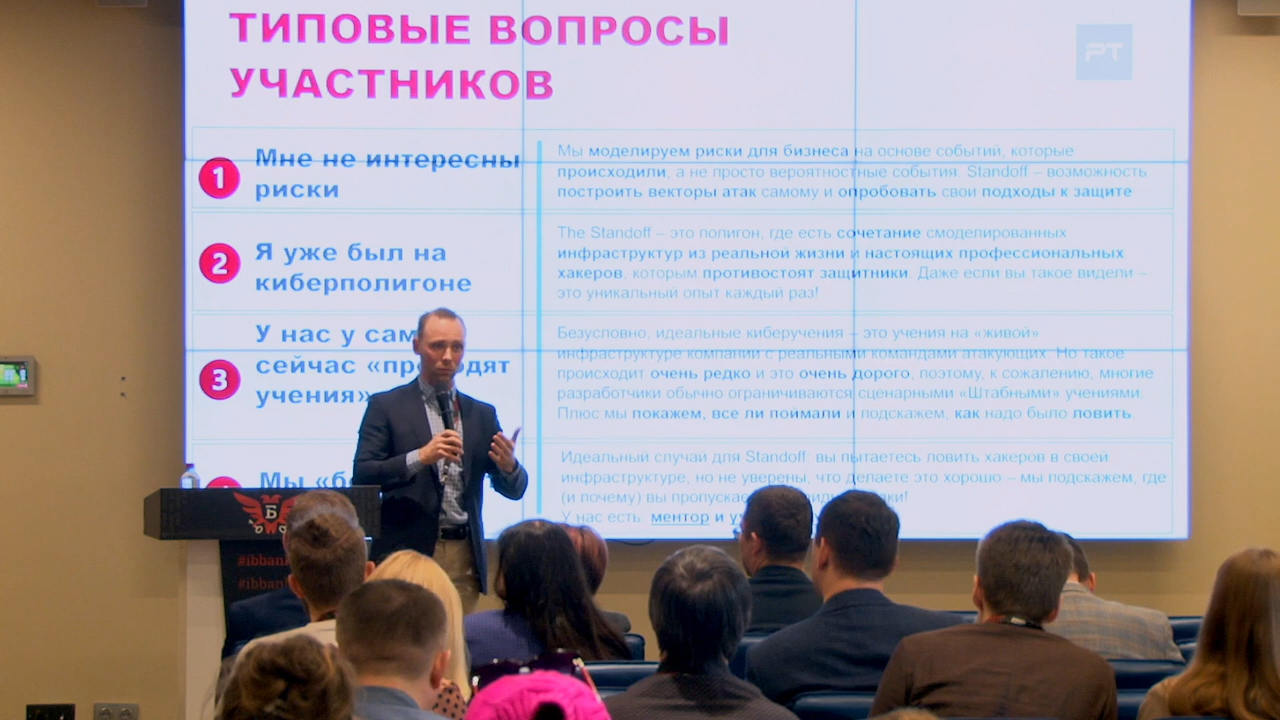 ТИПОВЫЕ ВОПРОСЫ
УЧАСТНИКОВ
PT
1
Мне не интересны
риски
Мы моделируем риски для бизнеса на основе событий, которые
происходили, а не просто вероятностные события. Standoff – возможность
построить векторы атак самому и опробовать свои подходы к защите
2
Я уже был на
киберполигоне
The Standoff – это полигон, где есть сочетание смоделированных
инфраструктур из реальной жизни и настоящих профессиональных
хакеров, которым противостоят защитники. Даже если вы такое видели –
это уникальный опыт каждый раз!
3
У нас у
сейчас
учения»
Безусловно, идеальные киберучения – это учения на «живой»
инфраструктуре компании с реальными командами атакующих. Но такое
происходит очень редко и это очень дорого, поэтому, к сожалению, многие
разработчики обычно ограничиваются сценарными «Штабными» учениями.
Плюс мы покажем, все ли поймали и подскажем, как надо было ловить.
Мы
Идеальный случай для Standoff: вы пытаетесь ловить хакеров в своей
инфраструктуре, но не уверены, что делаете это хорошо – мы подскажем, где
(и почему) вы
У нас есть: ментор и
Б